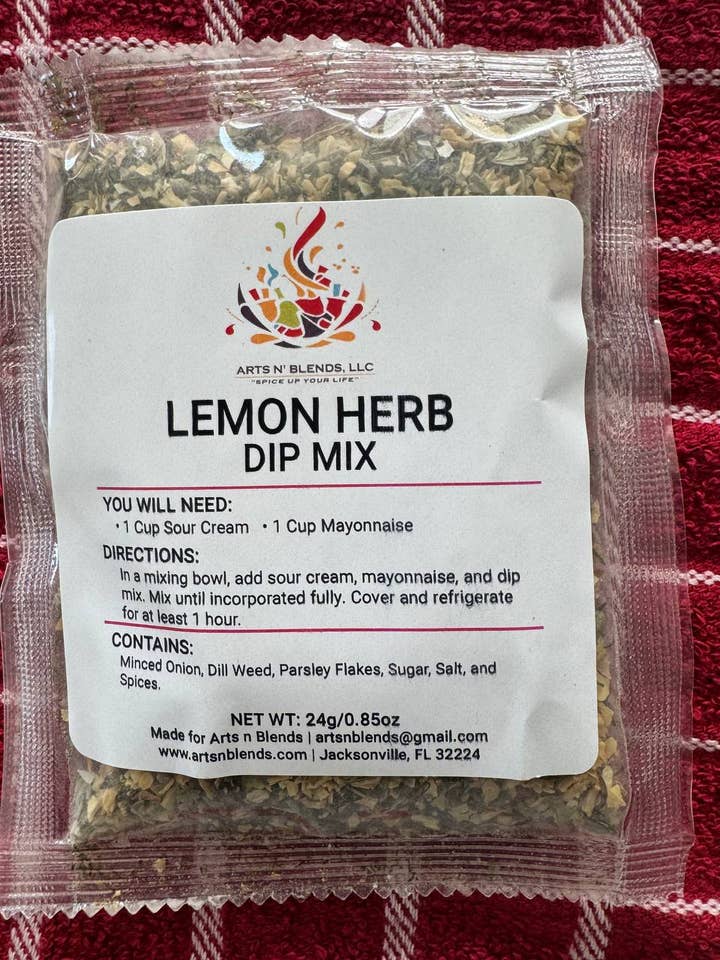 ARTS N' BLENDS, LLC
"SPICE UP YOUR LIFE"
LEMON HERB
DIP MIX
YOU WILL NEED:
• 1 Cup Sour Cream • 1 Cup Mayonnaise
DIRECTIONS:
In a mixing bowl, add sour cream, mayonnaise, and dip
mix. Mix until incorporated fully. Cover and refrigerate
for at least 1 hour.
CONTAINS:
Minced Onion, Dill Weed, Parsley Flakes, Sugar, Salt, and
Spices.
NET WT: 24g/0.85oz
Made for Arts n Blends | artsnblends@gmail.com
www.artsnblends.com | Jacksonville, FL 32224